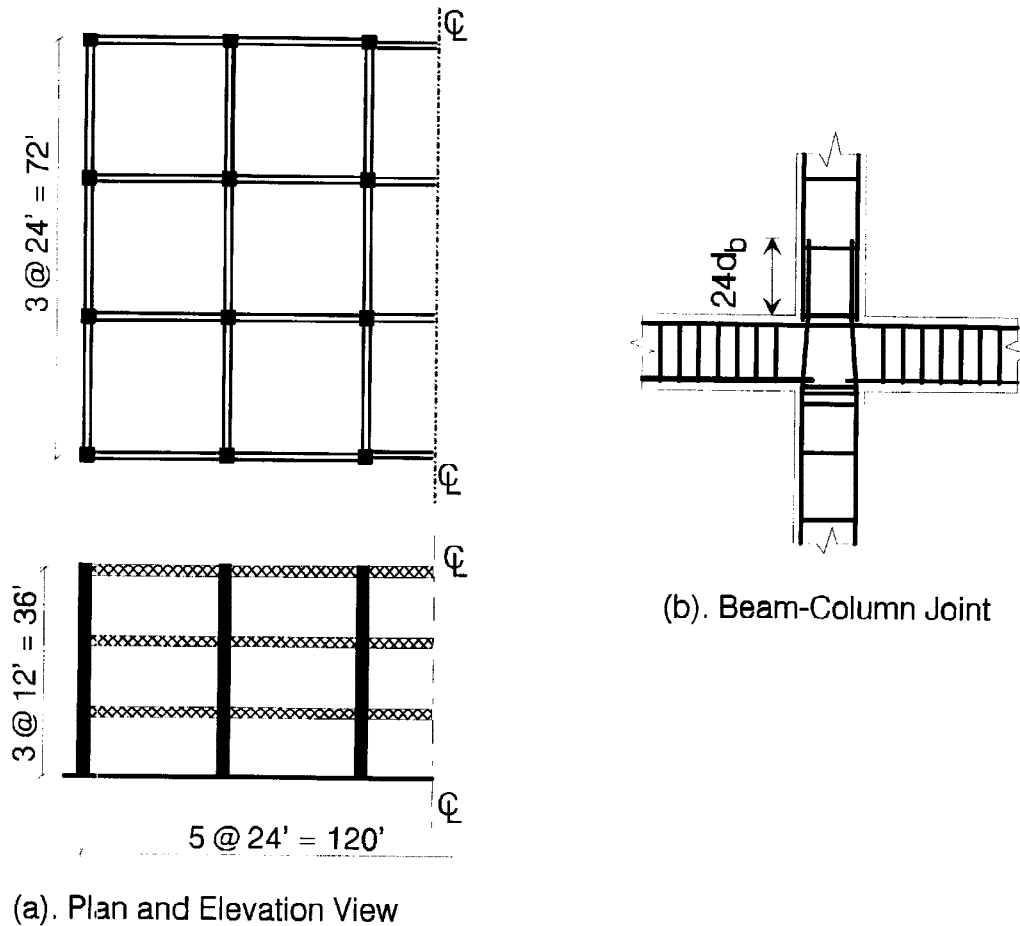 ℄
3 @ 24' = 72'
℄
24d_b
(b). Beam-Column Joint
℄
3 @ 12' = 36'
℄
5 @ 24' = 120'
(a). Plan and Elevation View